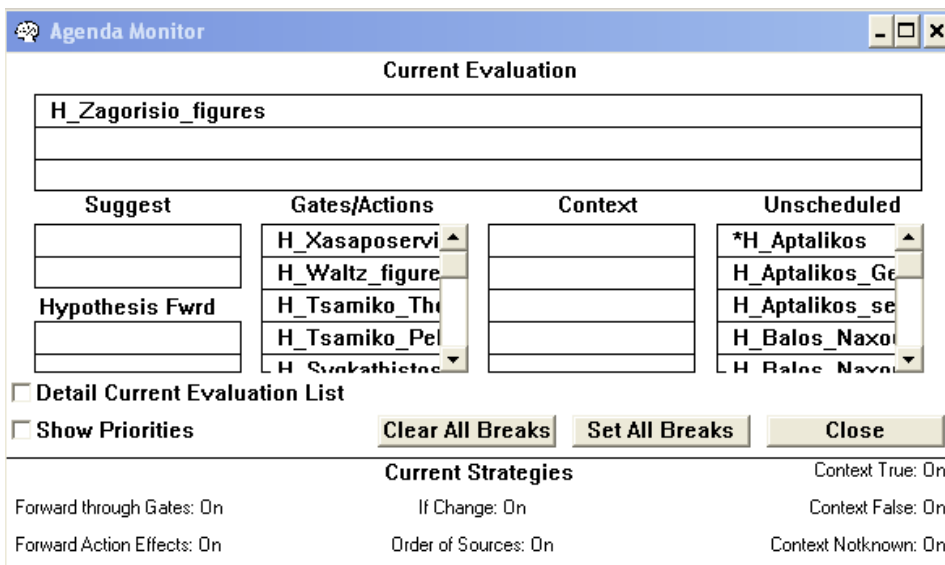 Agenda Monitor
Current Evaluation
H_Zagorisio_figures
Suggest Gates/Actions Context Unscheduled
H_Xasaposervi *H_Aptalikos
H_Waltz_figure H_Aptalikos_Ge
Hypothesis Fwrd H_Tsamiko_The H_Aptalikos_se
H_Tsamiko_Pel H_Balos_Naxou
H_Sygkathistos H_Balos_Naxou
Detail Current Evaluation List
Show Priorities Clear All Breaks Set All Breaks Close
Current Strategies Context True: On
Forward through Gates: On If Change: On Context False: On
Forward Action Effects: On Order of Sources: On Context Notknown: On